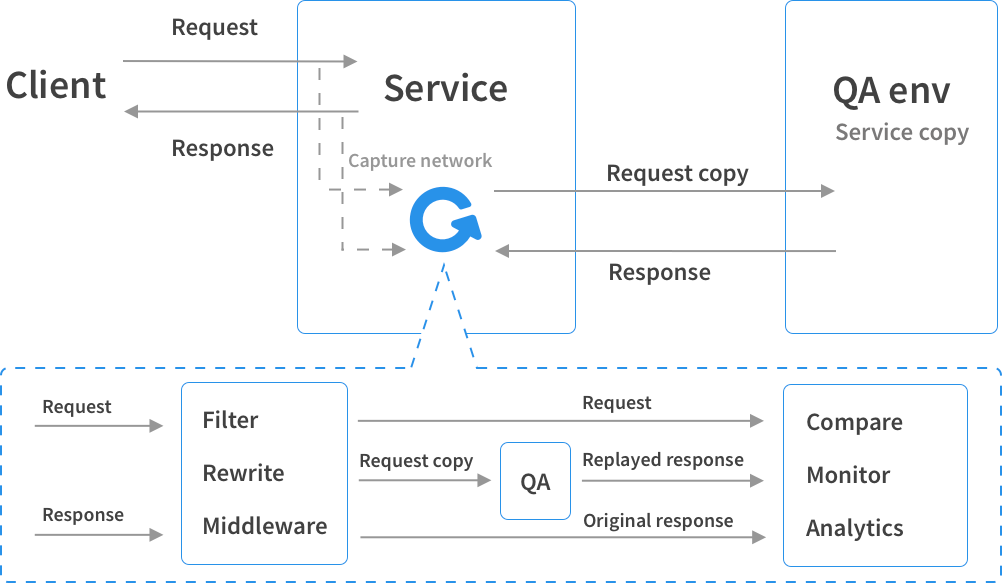 Request
Client
Service
QA env
Service copy
Response
Capture network
Request copy
Response
Request
Response
Filter
Rewrite
Middleware
Request
Request copy
QA
Replayed response
Original response
Compare
Monitor
Analytics